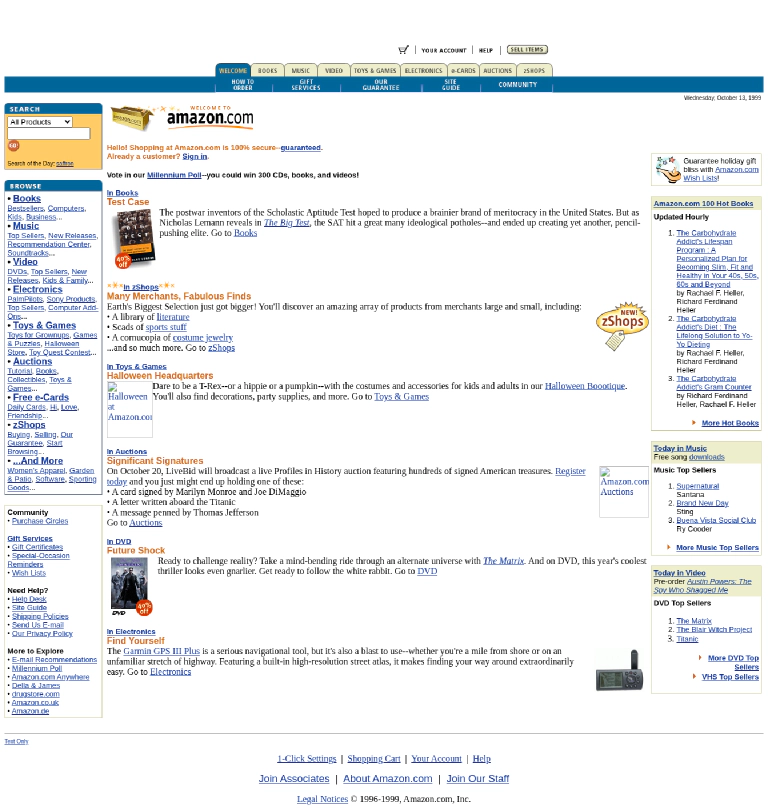 YOUR ACCOUNT | HELP | SELL ITEMS
WELCOME BOOKS MUSIC VIDEO TOYS & GAMES ELECTRONICS e-CARDS AUCTIONS zSHOPS
HOW TO ORDER GIFT SERVICES OUR GUARANTEE SITE GUIDE COMMUNITY
Wednesday, October 13, 1999
SEARCH
All Products
GO!
Search of the Day: saffron
BROWSE
• Books
Bestsellers, Computers,
Kids, Business...
• Music
Top Sellers, New Releases,
Recommendation Center,
Soundtracks...
• Video
DVDs, Top Sellers, New
Releases, Kids & Family...
• Electronics
PalmPilots, Sony Products,
Top Sellers, Computer Add-
Ons...
• Toys & Games
Toys for Grownups, Games
& Puzzles, Halloween
Store, Toy Quest Contest...
• Auctions
Tutorial, Books,
Collectibles, Toys &
Games...
• Free e-Cards
Daily Cards, Hi, Love,
Friendship...
• zShops
Buying, Selling, Our
Guarantee, Start
Browsing...
• ...And More
Women's Apparel, Garden
& Patio, Software, Sporting
Goods...
Community
• Purchase Circles
Gift Services
• Gift Certificates
• Special-Occasion
Reminders
• Wish Lists
Need Help?
• Help Desk
• Site Guide
• Shipping Policies
• Send Us E-mail
• Our Privacy Policy
More to Explore
• E-mail Recommendations
• Millennium Poll
• Amazon.com Anywhere
• Della & James
• drugstore.com
• Amazon.co.uk
• Amazon.de
WELCOME TO
amazon.com
Hello! Shopping at Amazon.com is 100% secure--guaranteed.
Already a customer? Sign in.
Vote in our Millennium Poll--you could win 300 CDs, books, and videos!
In Books
Test Case
The postwar inventors of the Scholastic Aptitude Test hoped to produce a brainier brand of meritocracy in the United States. But as
Nicholas Lemann reveals in The Big Test, the SAT hit a great many ideological potholes--and ended up creating yet another, pencil-
pushing elite. Go to Books
40% off
In zShops
Many Merchants, Fabulous Finds
Earth's Biggest Selection just got bigger! You'll discover an amazing array of products from merchants large and small, including:
• A library of literature
• Scads of sports stuff
• A cornucopia of costume jewelry
...and so much more. Go to zShops
NEW!
zShops
In Toys & Games
Halloween Headquarters
Halloween
at
Amazon.com
Dare to be a T-Rex--or a hippie or a pumpkin--with the costumes and accessories for kids and adults in our Halloween Boootique.
You'll also find decorations, party supplies, and more. Go to Toys & Games
In Auctions
Significant Signatures
On October 20, LiveBid will broadcast a live Profiles in History auction featuring hundreds of signed American treasures. Register
today and you just might end up holding one of these:
• A card signed by Marilyn Monroe and Joe DiMaggio
• A letter written aboard the Titanic
• A message penned by Thomas Jefferson
Go to Auctions
Amazon.com
Auctions
In DVD
Future Shock
Ready to challenge reality? Take a mind-bending ride through an alternate universe with The Matrix. And on DVD, this year's coolest
thriller looks even gnarlier. Get ready to follow the white rabbit. Go to DVD
DVD
40% off
In Electronics
Find Yourself
The Garmin GPS III Plus is a serious navigational tool, but it's also a blast to use--whether you're a mile from shore or on an
unfamiliar stretch of highway. Featuring a built-in high-resolution street atlas, it makes finding your way around extraordinarily
easy. Go to Electronics
Guarantee holiday gift
bliss with Amazon.com
Wish Lists!
Amazon.com 100 Hot Books
Updated Hourly
1. The Carbohydrate
Addict's Lifespan
Program : A
Personalized Plan for
Becoming Slim, Fit and
Healthy in Your 40s, 50s,
60s and Beyond
by Rachael F. Heller,
Richard Ferdinand
Heller
2. The Carbohydrate
Addict's Diet : The
Lifelong Solution to Yo-
Yo Dieting
by Rachael F. Heller,
Richard Ferdinand
Heller
3. The Carbohydrate
Addict's Gram Counter
by Richard Ferdinand
Heller, Rachael F. Heller
More Hot Books
Today in Music
Free song downloads
Music Top Sellers
1. Supernatural
Santana
2. Brand New Day
Sting
3. Buena Vista Social Club
Ry Cooder
More Music Top Sellers
Today in Video
Pre-order Austin Powers: The
Spy Who Shagged Me
DVD Top Sellers
1. The Matrix
2. The Blair Witch Project
3. Titanic
More DVD Top
Sellers
VHS Top Sellers
Text Only
1-Click Settings | Shopping Cart | Your Account | Help
Join Associates | About Amazon.com | Join Our Staff
Legal Notices © 1996-1999, Amazon.com, Inc.